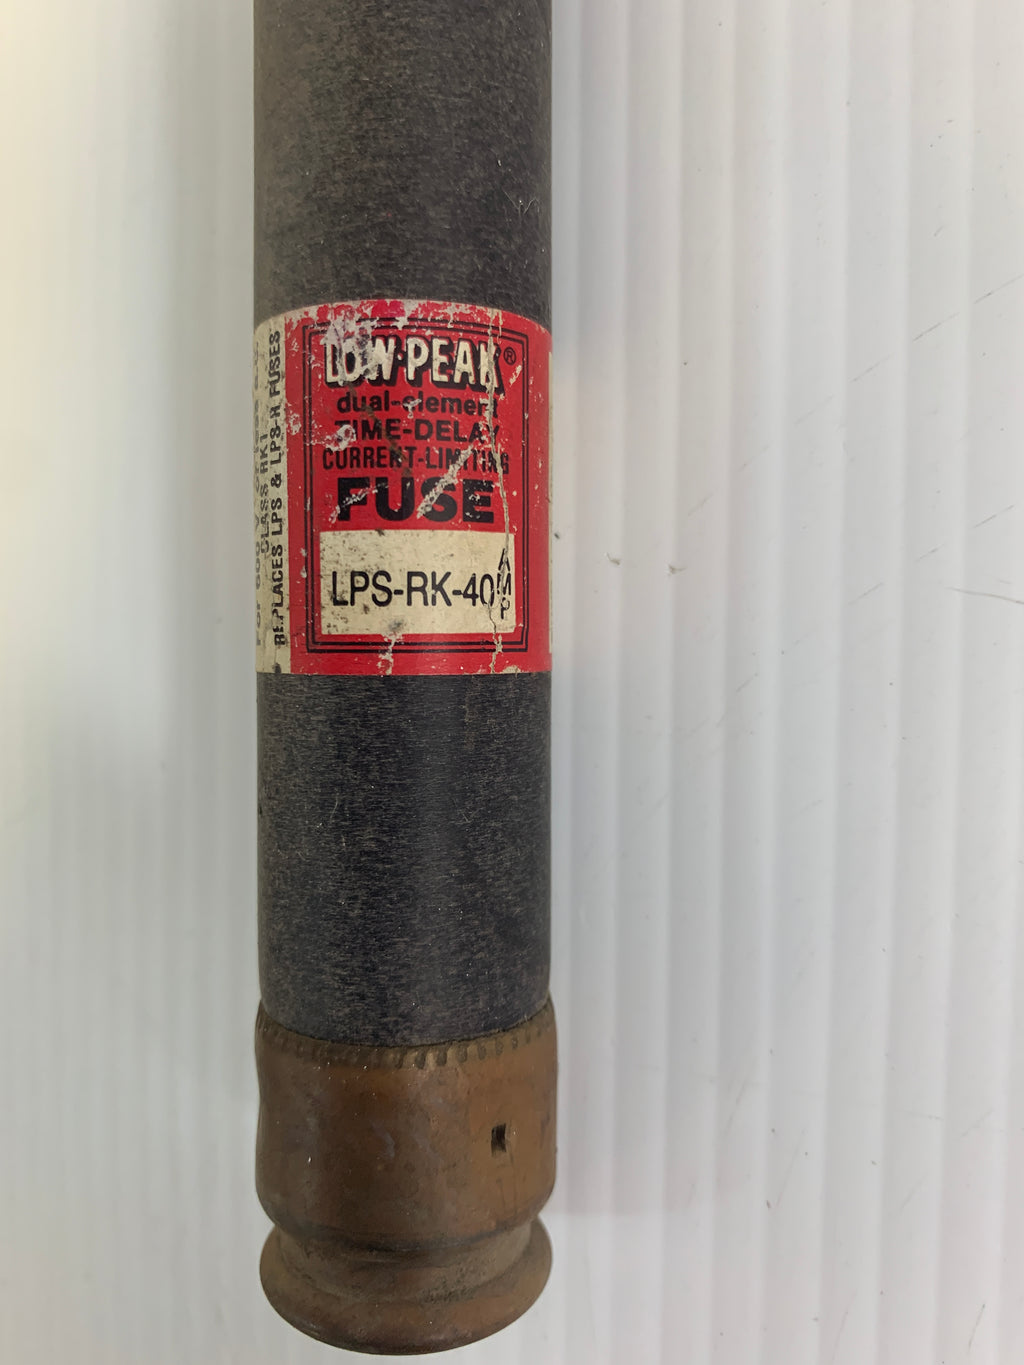 LOW-PEAK®
dual-element
TIME-DELAY
CURRENT-LIMITING
FUSE
LPS-RK-40
AMP
CLASS RK1
REPLACES LPS & LPS-R FUSES